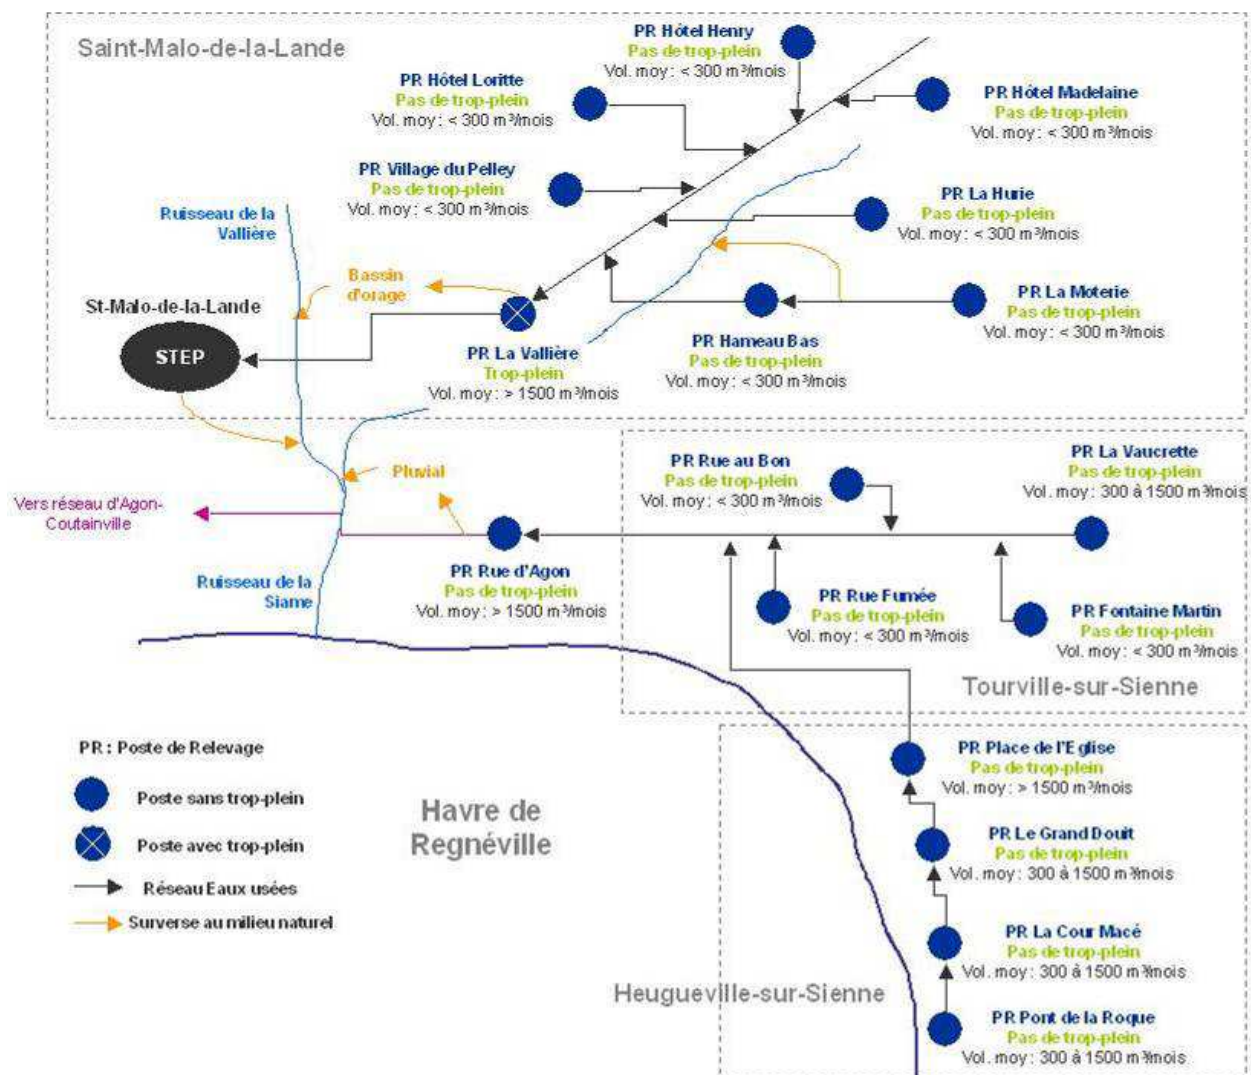 Saint-Malo-de-la-Lande
PR Hôtel Henry
Pas de trop-plein
Vol. moy : < 300 m³/mois
PR Hôtel Loritte
Pas de trop-plein
Vol. moy : < 300 m³/mois
PR Hôtel Madelaine
Pas de trop-plein
Vol. moy : < 300 m³/mois
PR Village du Pelley
Pas de trop-plein
Vol. moy : < 300 m³/mois
PR La Hurie
Pas de trop-plein
Vol. moy : < 300 m³/mois
Ruisseau de la
Vallière
Bassin
d'orage
St-Malo-de-la-Lande
STEP
PR La Vallière
Trop-plein
Vol. moy : > 1500 m³/mois
PR Hameau Bas
Pas de trop-plein
Vol. moy : < 300 m³/mois
PR La Moterie
Pas de trop-plein
Vol. moy : < 300 m³/mois
Pluvial
PR Rue au Bon
Pas de trop-plein
Vol. moy : < 300 m³/mois
PR La Vaucrette
Pas de trop-plein
Vol. moy : 300 à 1500 m³/mois
Vers réseau d'Agon-
Coutainville
PR Rue d'Agon
Pas de trop-plein
Vol. moy : > 1500 m³/mois
Ruisseau de la
Siame
PR Rue Fumée
Pas de trop-plein
Vol. moy : < 300 m³/mois
PR Fontaine Martin
Pas de trop-plein
Vol. moy : < 300 m³/mois
Tourville-sur-Sienne
PR Place de l'Eglise
Pas de trop-plein
Vol. moy : > 1500 m³/mois
PR Le Grand Douit
Pas de trop-plein
Vol. moy : 300 à 1500 m³/mois
PR La Cour Macé
Pas de trop-plein
Vol. moy : 300 à 1500 m³/mois
PR Pont de la Roque
Pas de trop-plein
Vol. moy : 300 à 1500 m³/mois
Heugueville-sur-Sienne
Havre de
Regnéville
PR : Poste de Relevage
Poste sans trop-plein
Poste avec trop-plein
Réseau Eaux usées
Surverse au milieu naturel